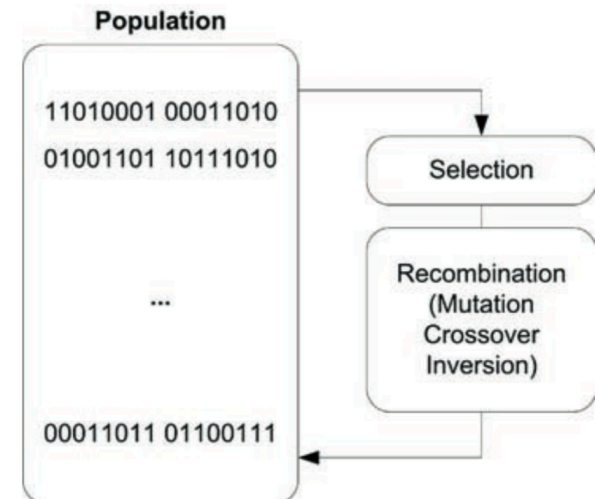 Population
11010001 00011010
01001101 10111010
...
00011011 01100111
Selection
Recombination
(Mutation
Crossover
Inversion)